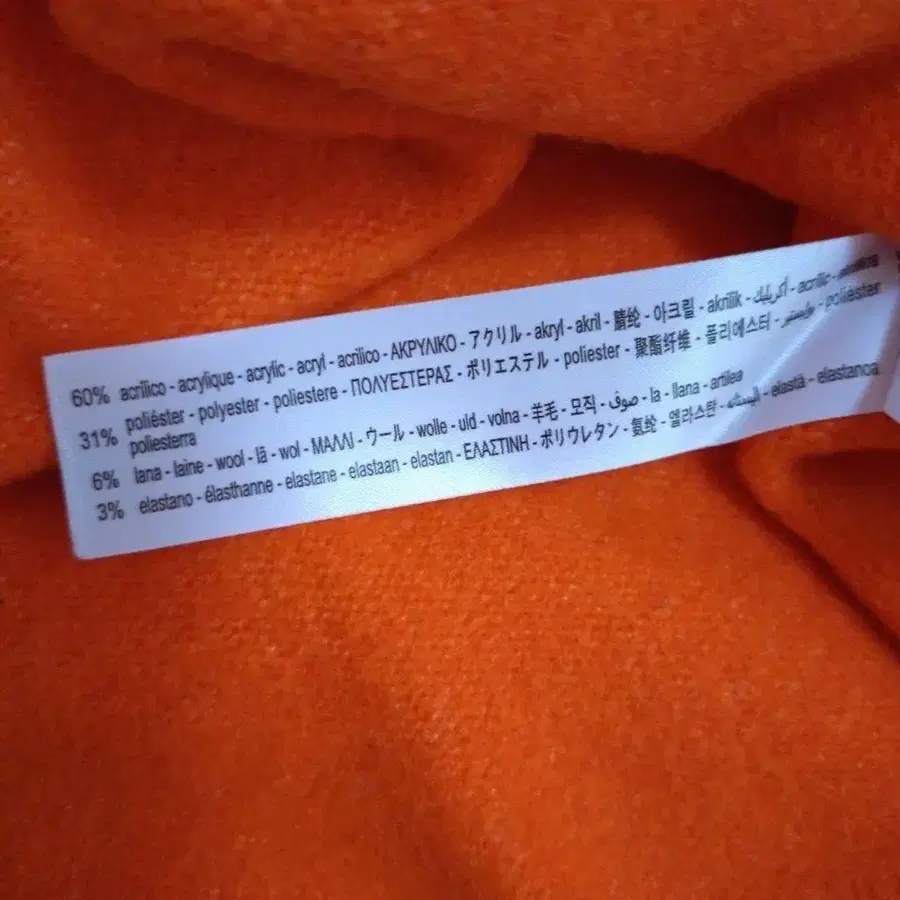 60% acrílico - acrylique - acrylic - acryl - acrilico - ΑΚΡΥΛΙΚΟ - アクリル - akryl - akril - 腈纶 - 아크릴 - akrilik - أكريليك - acrílic -
31% poliéster - polyester - poliestere - ΠΟΛΥΕΣΤΕΡΑΣ - ポリエステル - poliester - 聚酯纤维 - 폴리에스터 - بوليستير - polièster
poliesterra
6% lana - laine - wool - lã - wol - ΜΑΛΛΙ - ウール - wolle - uld - volna - 羊毛 - 모직 - صوف - la - llana - artilea
3% elastano - élasthanne - elastane - elastaan - elastan - ΕΛΑΣΤΙΝΗ - ポリウレタン - 氨纶 - 엘라스탄 - - elastà - elastanoa